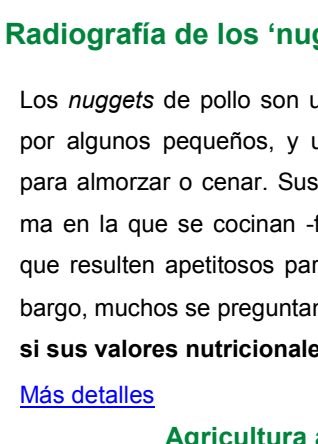 Radiografía de los ‘nug
Los nuggets de pollo son u
por algunos pequeños, y u
para almorzar o cenar. Sus
ma en la que se cocinan -f
que resulten apetitosos par
bargo, muchos se preguntan
si sus valores nutricionale
Más detalles
Agricultura a